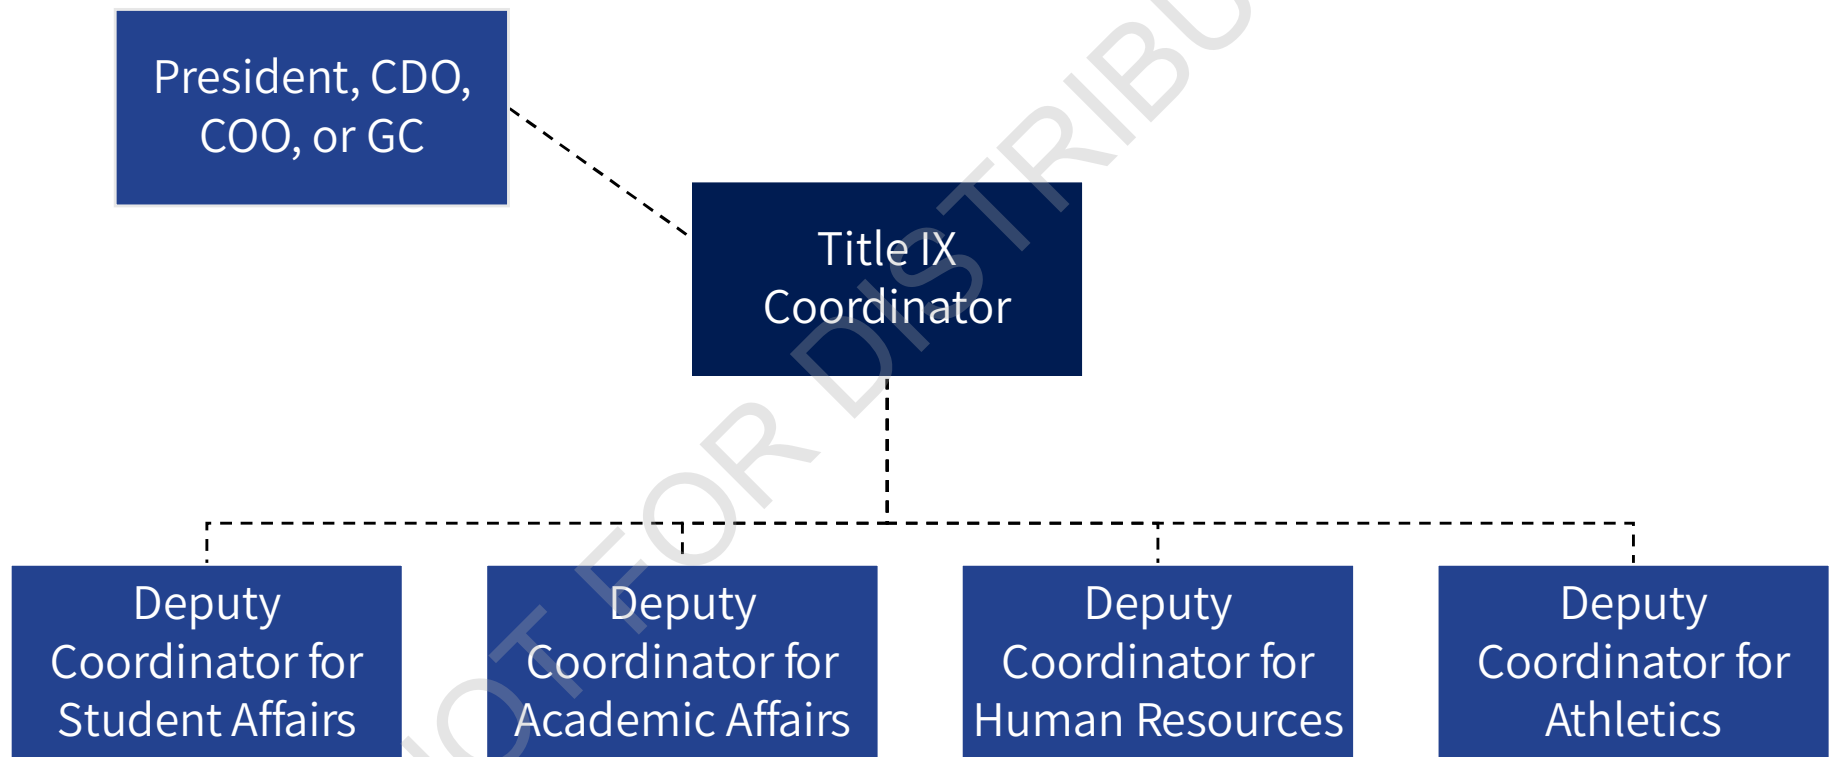 President, CDO,
COO, or GC
Title IX
Coordinator
Deputy
Coordinator for
Student Affairs
Deputy
Coordinator for
Academic Affairs
Deputy
Coordinator for
Human Resources
Deputy
Coordinator for
Athletics
NOT FOR DISTRIBU